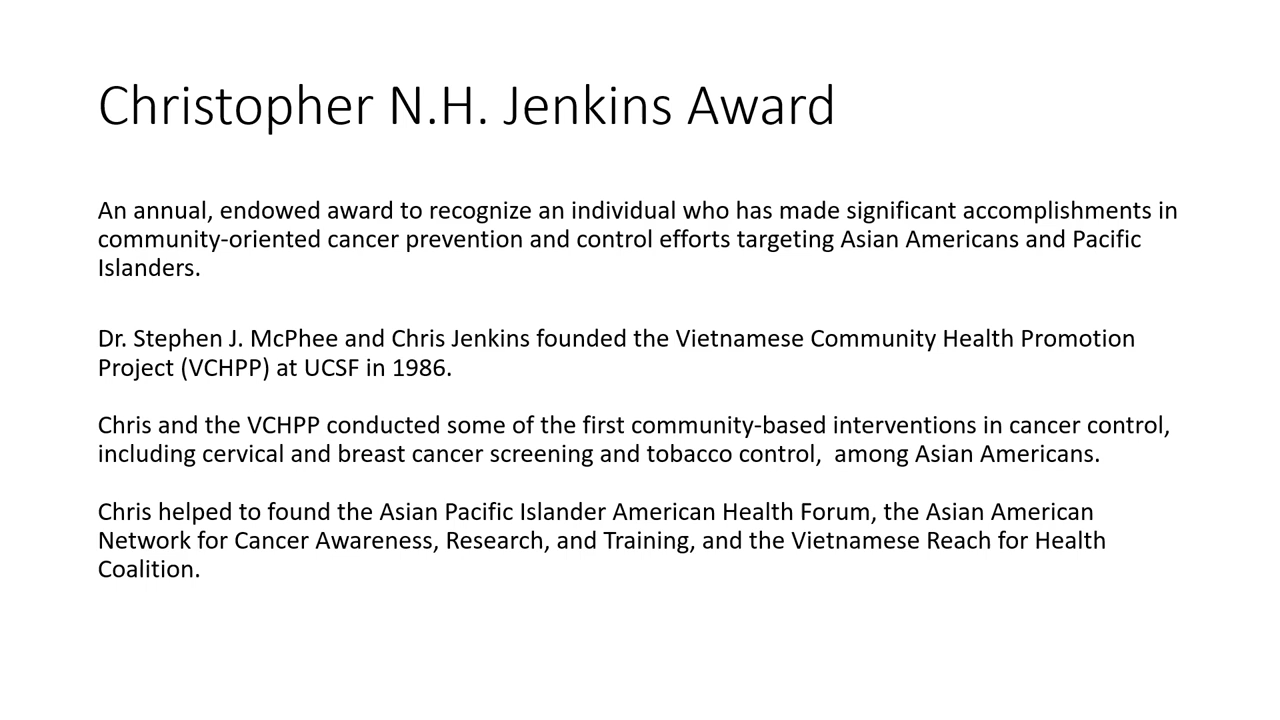 Christopher N.H. Jenkins Award
An annual, endowed award to recognize an individual who has made significant accomplishments in
community-oriented cancer prevention and control efforts targeting Asian Americans and Pacific
Islanders.
Dr. Stephen J. McPhee and Chris Jenkins founded the Vietnamese Community Health Promotion
Project (VCHPP) at UCSF in 1986.
Chris and the VCHPP conducted some of the first community-based interventions in cancer control,
including cervical and breast cancer screening and tobacco control,  among Asian Americans.
Chris helped to found the Asian Pacific Islander American Health Forum, the Asian American
Network for Cancer Awareness, Research, and Training, and the Vietnamese Reach for Health
Coalition.